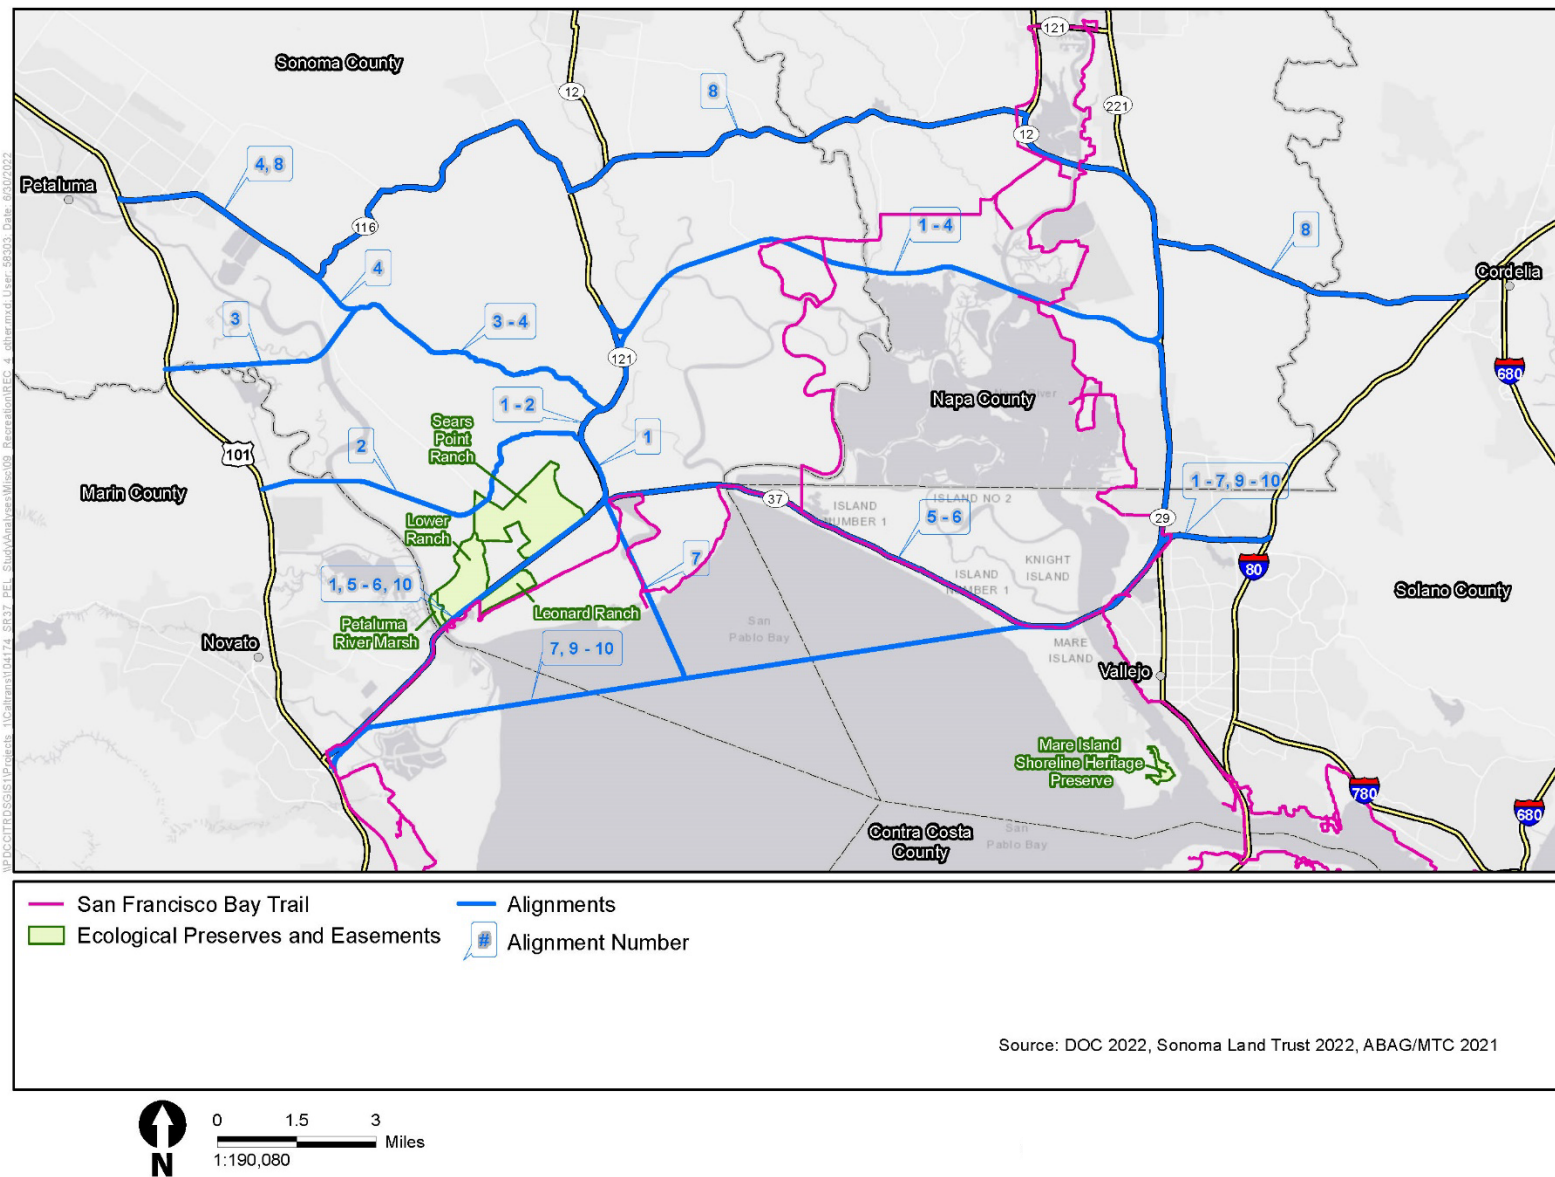 121
Sonoma County
8
12
221
12
4, 8
Petaluma
116
1 - 4
8
4
Cordelia
3
3 - 4
121
680
Napa River
Napa County
1 - 2
Sears
Point
Ranch
1
2
101
Marin County
1 - 7, 9 - 10
37
ISLAND
NUMBER 1
ISLAND NO 2
5 - 6
29
Lower
Ranch
7
KNIGHT
ISLAND
80
1, 5 - 6, 10
ISLAND
NUMBER 1
Solano County
Leonard Ranch
Petaluma
River Marsh
San
Pablo Bay
Novato
7, 9 - 10
MARE
ISLAND
Vallejo
Mare Island
Shoreline Heritage
Preserve
780
680
Contra Costa
County
San
Pablo Bay
San Francisco Bay Trail
Alignments
Ecological Preserves and Easements
# Alignment Number
Source: DOC 2022, Sonoma Land Trust 2022, ABAG/MTC 2021
0 1.5 3
Miles
1:190,080
N